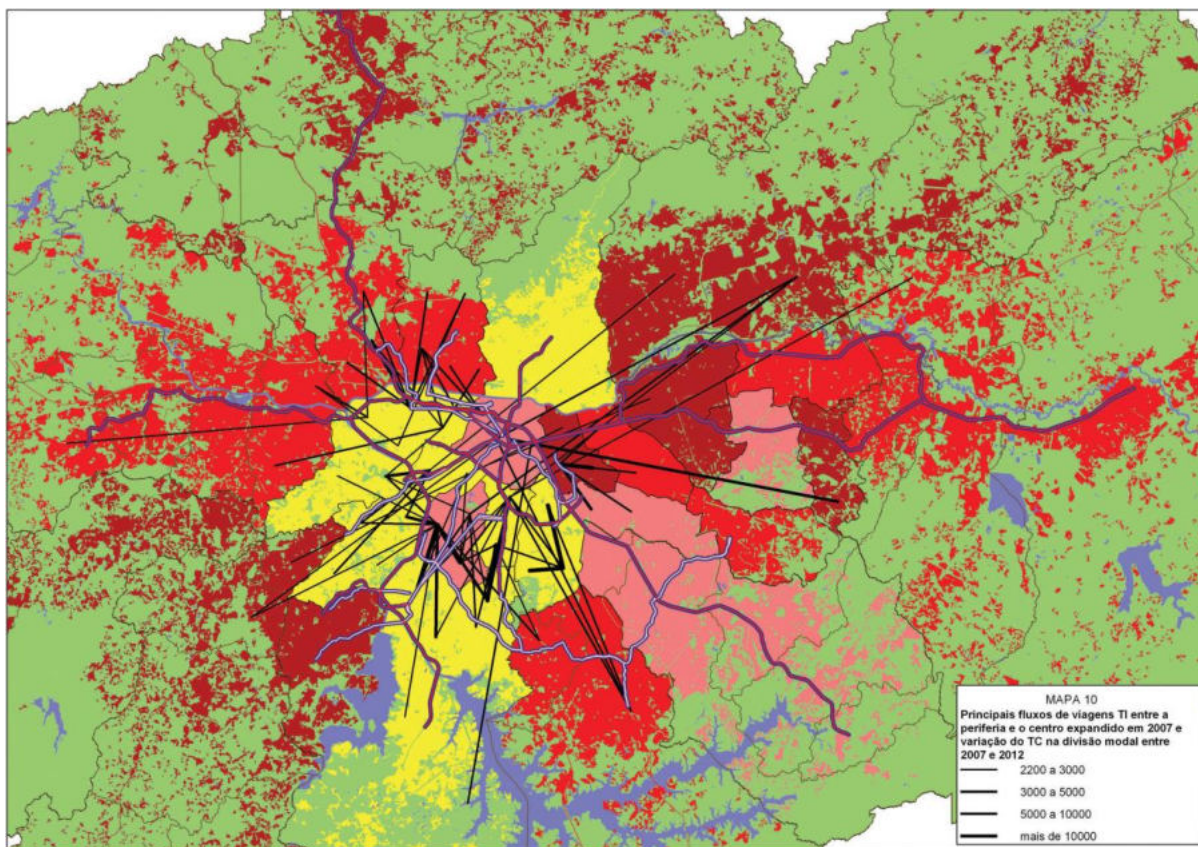 MAPA 10
Principais fluxos de viagens TI entre a
periferia e o centro expandido em 2007 e
variação do TC na divisão modal entre
2007 e 2012
2200 a 3000
3000 a 5000
5000 a 10000
mais de 10000